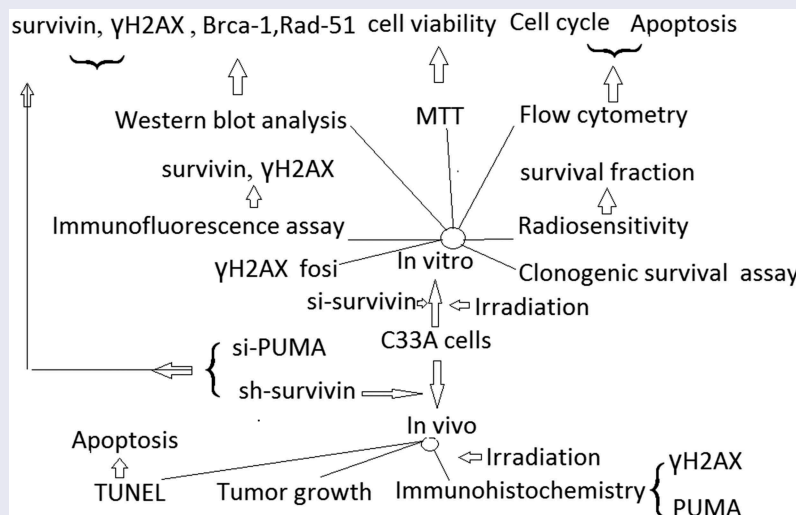 survivin, γH2AX , Brca-1,Rad-51 cell viability Cell cycle Apoptosis
Western blot analysis MTT Flow cytometry
survivin, γH2AX survival fraction
Immunofluorescence assay Radiosensitivity
γH2AX fosi In vitro Clonogenic survival assay
si-survivin Irradiation
si-PUMA C33A cells
sh-survivin
In vivo
Apoptosis
Irradiation γH2AX
TUNEL Tumor growth Immunohistochemistry
PUMA